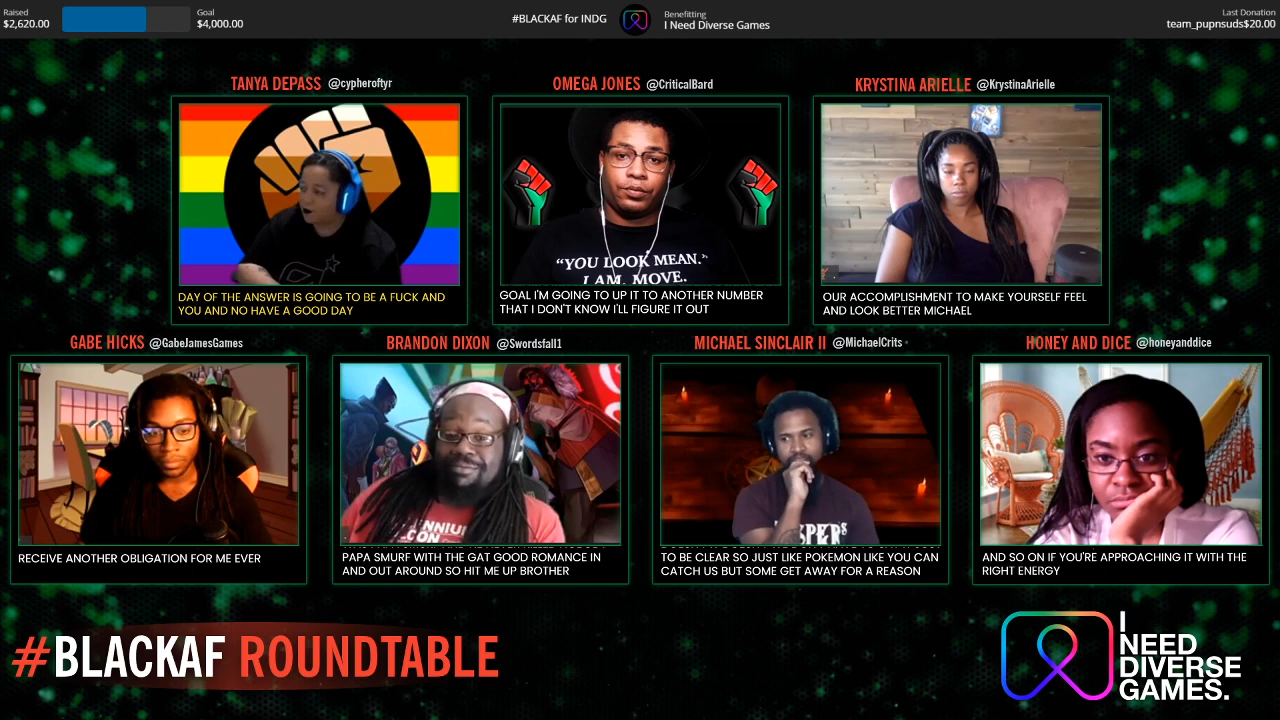 Raised
$2,620.00
Goal
$4,000.00
#BLACKAF for INDG
Benefitting
I Need Diverse Games
Last Donation
team_pupnsuds$20.00
TANYA DEPASS @cypheroftyr
OMEGA JONES @CriticalBard
KRYSTINA ARIELLE @KrystinaArielle
"YOU LOOK MEAN."
I AM. MOVE.
DAY OF THE ANSWER IS GOING TO BE A FUCK AND
YOU AND NO HAVE A GOOD DAY
GOAL I'M GOING TO UP IT TO ANOTHER NUMBER
THAT I DON'T KNOW I'LL FIGURE IT OUT
OUR ACCOMPLISHMENT TO MAKE YOURSELF FEEL
AND LOOK BETTER MICHAEL
GABE HICKS @GabeJamesGames
BRANDON DIXON @Swordsfall1
MICHAEL SINCLAIR II @MichaelCrits
HONEY AND DICE @honeyanddice
RECEIVE ANOTHER OBLIGATION FOR ME EVER
PAPA SMURF WITH THE GAT GOOD ROMANCE IN
AND OUT AROUND SO HIT ME UP BROTHER
TO BE CLEAR SO JUST LIKE POKEMON LIKE YOU CAN
CATCH US BUT SOME GET AWAY FOR A REASON
AND SO ON IF YOU'RE APPROACHING IT WITH THE
RIGHT ENERGY
#BLACKAF ROUNDTABLE
I
NEED
DIVERSE
GAMES.